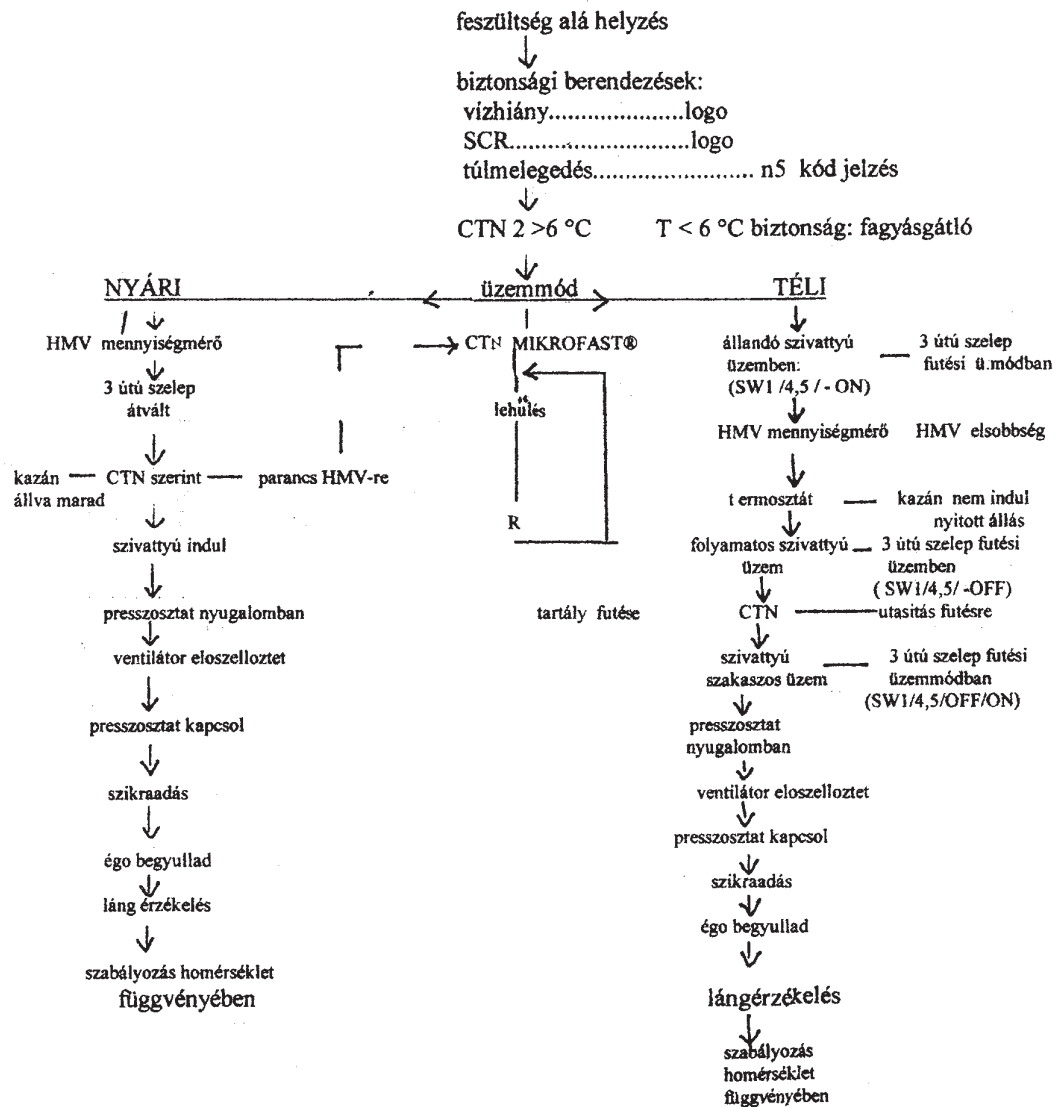 feszültség alá helyzés
biztonsági berendezések:
vízhiány......................logo
SCR.............................logo
túlmelegedés.......................... n5 kód jelzés
CTN 2 >6 °C
T < 6 °C biztonság: fagyásgátló
NYÁRI
üzemmód
TÉLI
HMV mennyiségmérő
3 útú szelep
átvált
kazán
állva marad
CTN szerint
parancs HMV-re
szivattyú indul
presszosztat nyugalomban
ventilátor eloszelloztet
presszosztat kapcsol
szikraadás
égo begyullad
láng érzékelés
szabályozás homérséklet
függvényében
CTN MIKROFAST®
lehülés
R
tartály futése
állandó szivattyú
üzemben:
(SW1 /4,5 / - ON)
3 útú szelep
futési ü.módban
HMV mennyiségmérő
HMV elsobbség
t ermosztát
kazán nem indul
nyitott állás
folyamatos szivattyú
üzem
3 útú szelep futési
üzemben
( SW1/4,5/ -OFF)
CTN
utasitás futésre
szivattyú
szakaszos üzem
3 útú szelep futési
üzemmódban
(SW1/4,5/OFF/ON)
presszosztat
nyugalomban
ventilátor eloszelloztet
presszosztat kapcsol
szikraadás
égo begyullad
lángérzékelés
szabályozás
homérséklet
függvényében